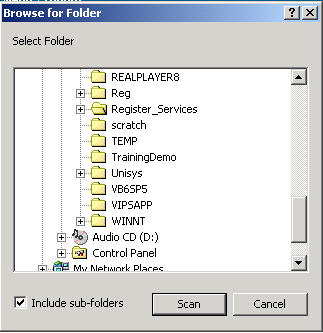 Browse for Folder
Select Folder
REALPLAYER8
Reg
Register_Services
scratch
TEMP
TrainingDemo
Unisys
VB6SP5
VIPSAPP
WINNT
Audio CD (D:)
Control Panel
My Network Places
Include sub-folders
Scan
Cancel